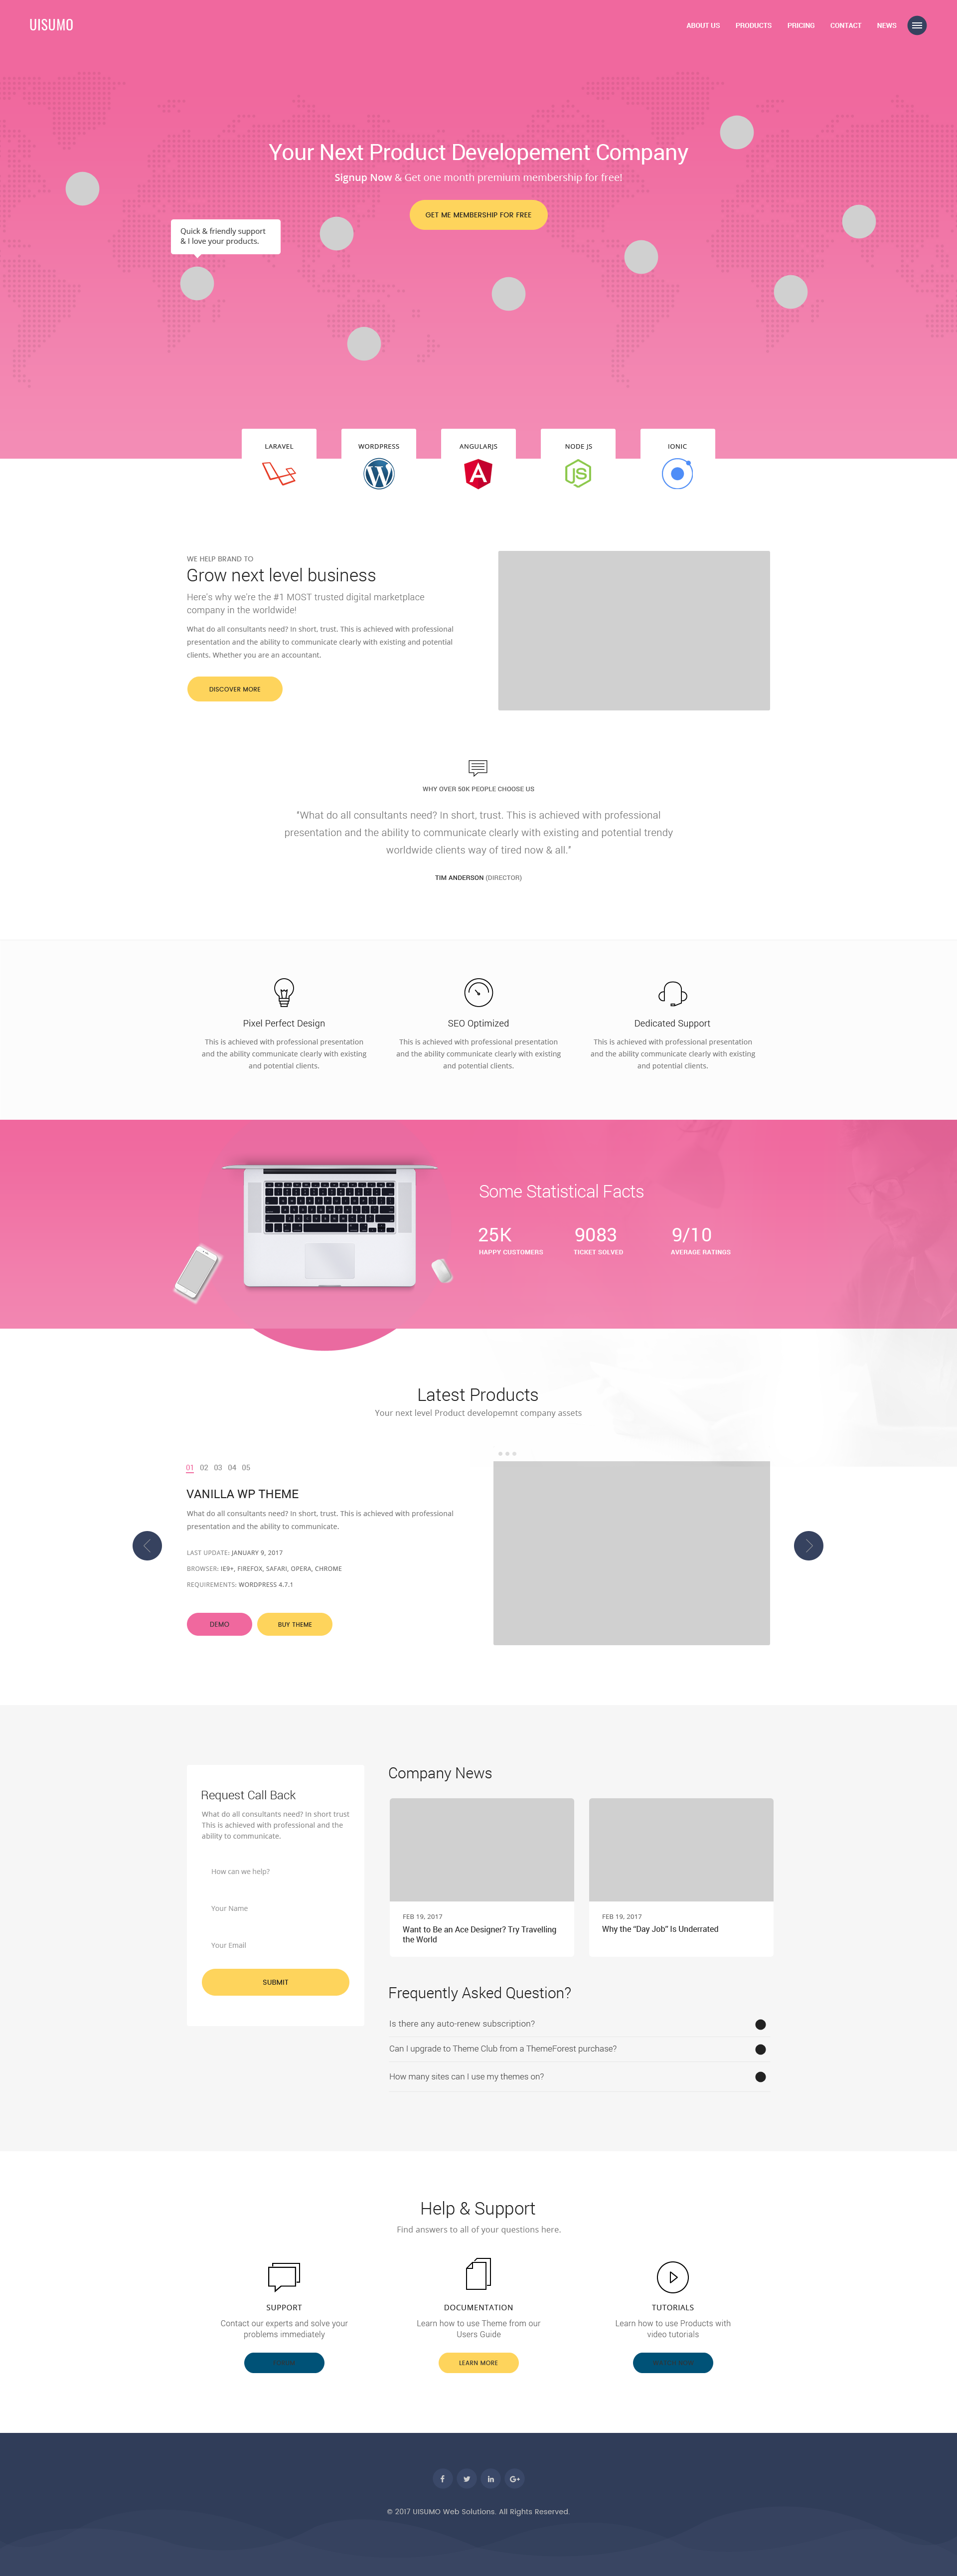 UISUMO
ABOUT US PRODUCTS PRICING CONTACT NEWS
Your Next Product Developement Company
Signup Now & Get one month premium membership for free!
GET ME MEMBERSHIP FOR FREE
Quick & friendly support
& I love your products.
LARAVEL
WORDPRESS
ANGULARJS
NODE JS
IONIC
WE HELP BRAND TO
Grow next level business
Here's why we're the #1 MOST trusted digital marketplace
company in the worldwide!
What do all consultants need? In short, trust. This is achieved with professional
presentation and the ability to communicate clearly with existing and potential
clients. Whether you are an accountant.
DISCOVER MORE
WHY OVER 50K PEOPLE CHOOSE US
"What do all consultants need? In short, trust. This is achieved with professional
presentation and the ability to communicate clearly with existing and potential trendy
worldwide clients way of tired now & all."
TIM ANDERSON (DIRECTOR)
Pixel Perfect Design
This is achieved with professional presentation
and the ability communicate clearly with existing
and potential clients.
SEO Optimized
This is achieved with professional presentation
and the ability communicate clearly with existing
and potential clients.
Dedicated Support
This is achieved with professional presentation
and the ability communicate clearly with existing
and potential clients.
Some Statistical Facts
25K
HAPPY CUSTOMERS
9083
TICKET SOLVED
9/10
AVERAGE RATINGS
Latest Products
Your next level Product developemnt company assets
01 02 03 04 05
VANILLA WP THEME
What do all consultants need? In short, trust. This is achieved with professional
presentation and the ability to communicate.
LAST UPDATE: JANUARY 9, 2017
BROWSER: IE9+, FIREFOX, SAFARI, OPERA, CHROME
REQUIREMENTS: WORDPRESS 4.7.1
DEMO
BUY THEME
Request Call Back
What do all consultants need? In short trust
This is achieved with professional and the
ability to communicate.
How can we help?
Your Name
Your Email
SUBMIT
Company News
FEB 19, 2017
Want to Be an Ace Designer? Try Travelling
the World
FEB 19, 2017
Why the "Day Job" Is Underrated
Frequently Asked Question?
Is there any auto-renew subscription?
Can I upgrade to Theme Club from a ThemeForest purchase?
How many sites can I use my themes on?
Help & Support
Find answers to all of your questions here.
SUPPORT
Contact our experts and solve your
problems immediately
DOCUMENTATION
Learn how to use Theme from our
Users Guide
LEARN MORE
TUTORIALS
Learn how to use Products with
video tutorials
© 2017 UISUMO Web Solutions. All Rights Reserved.